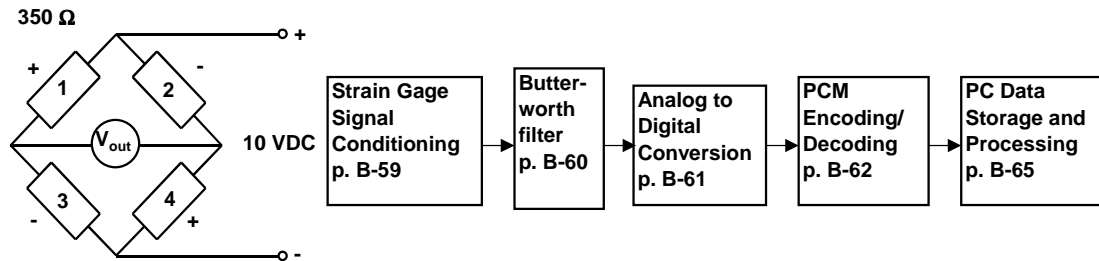 350 Ω
+
1
+
-
2
V_out
10 VDC
3
-
4
+
-
Strain Gage
Signal
Conditioning
p. B-59
Butter-
worth
filter
p. B-60
Analog to
Digital
Conversion
p. B-61
PCM
Encoding/
Decoding
p. B-62
PC Data
Storage and
Processing
p. B-65